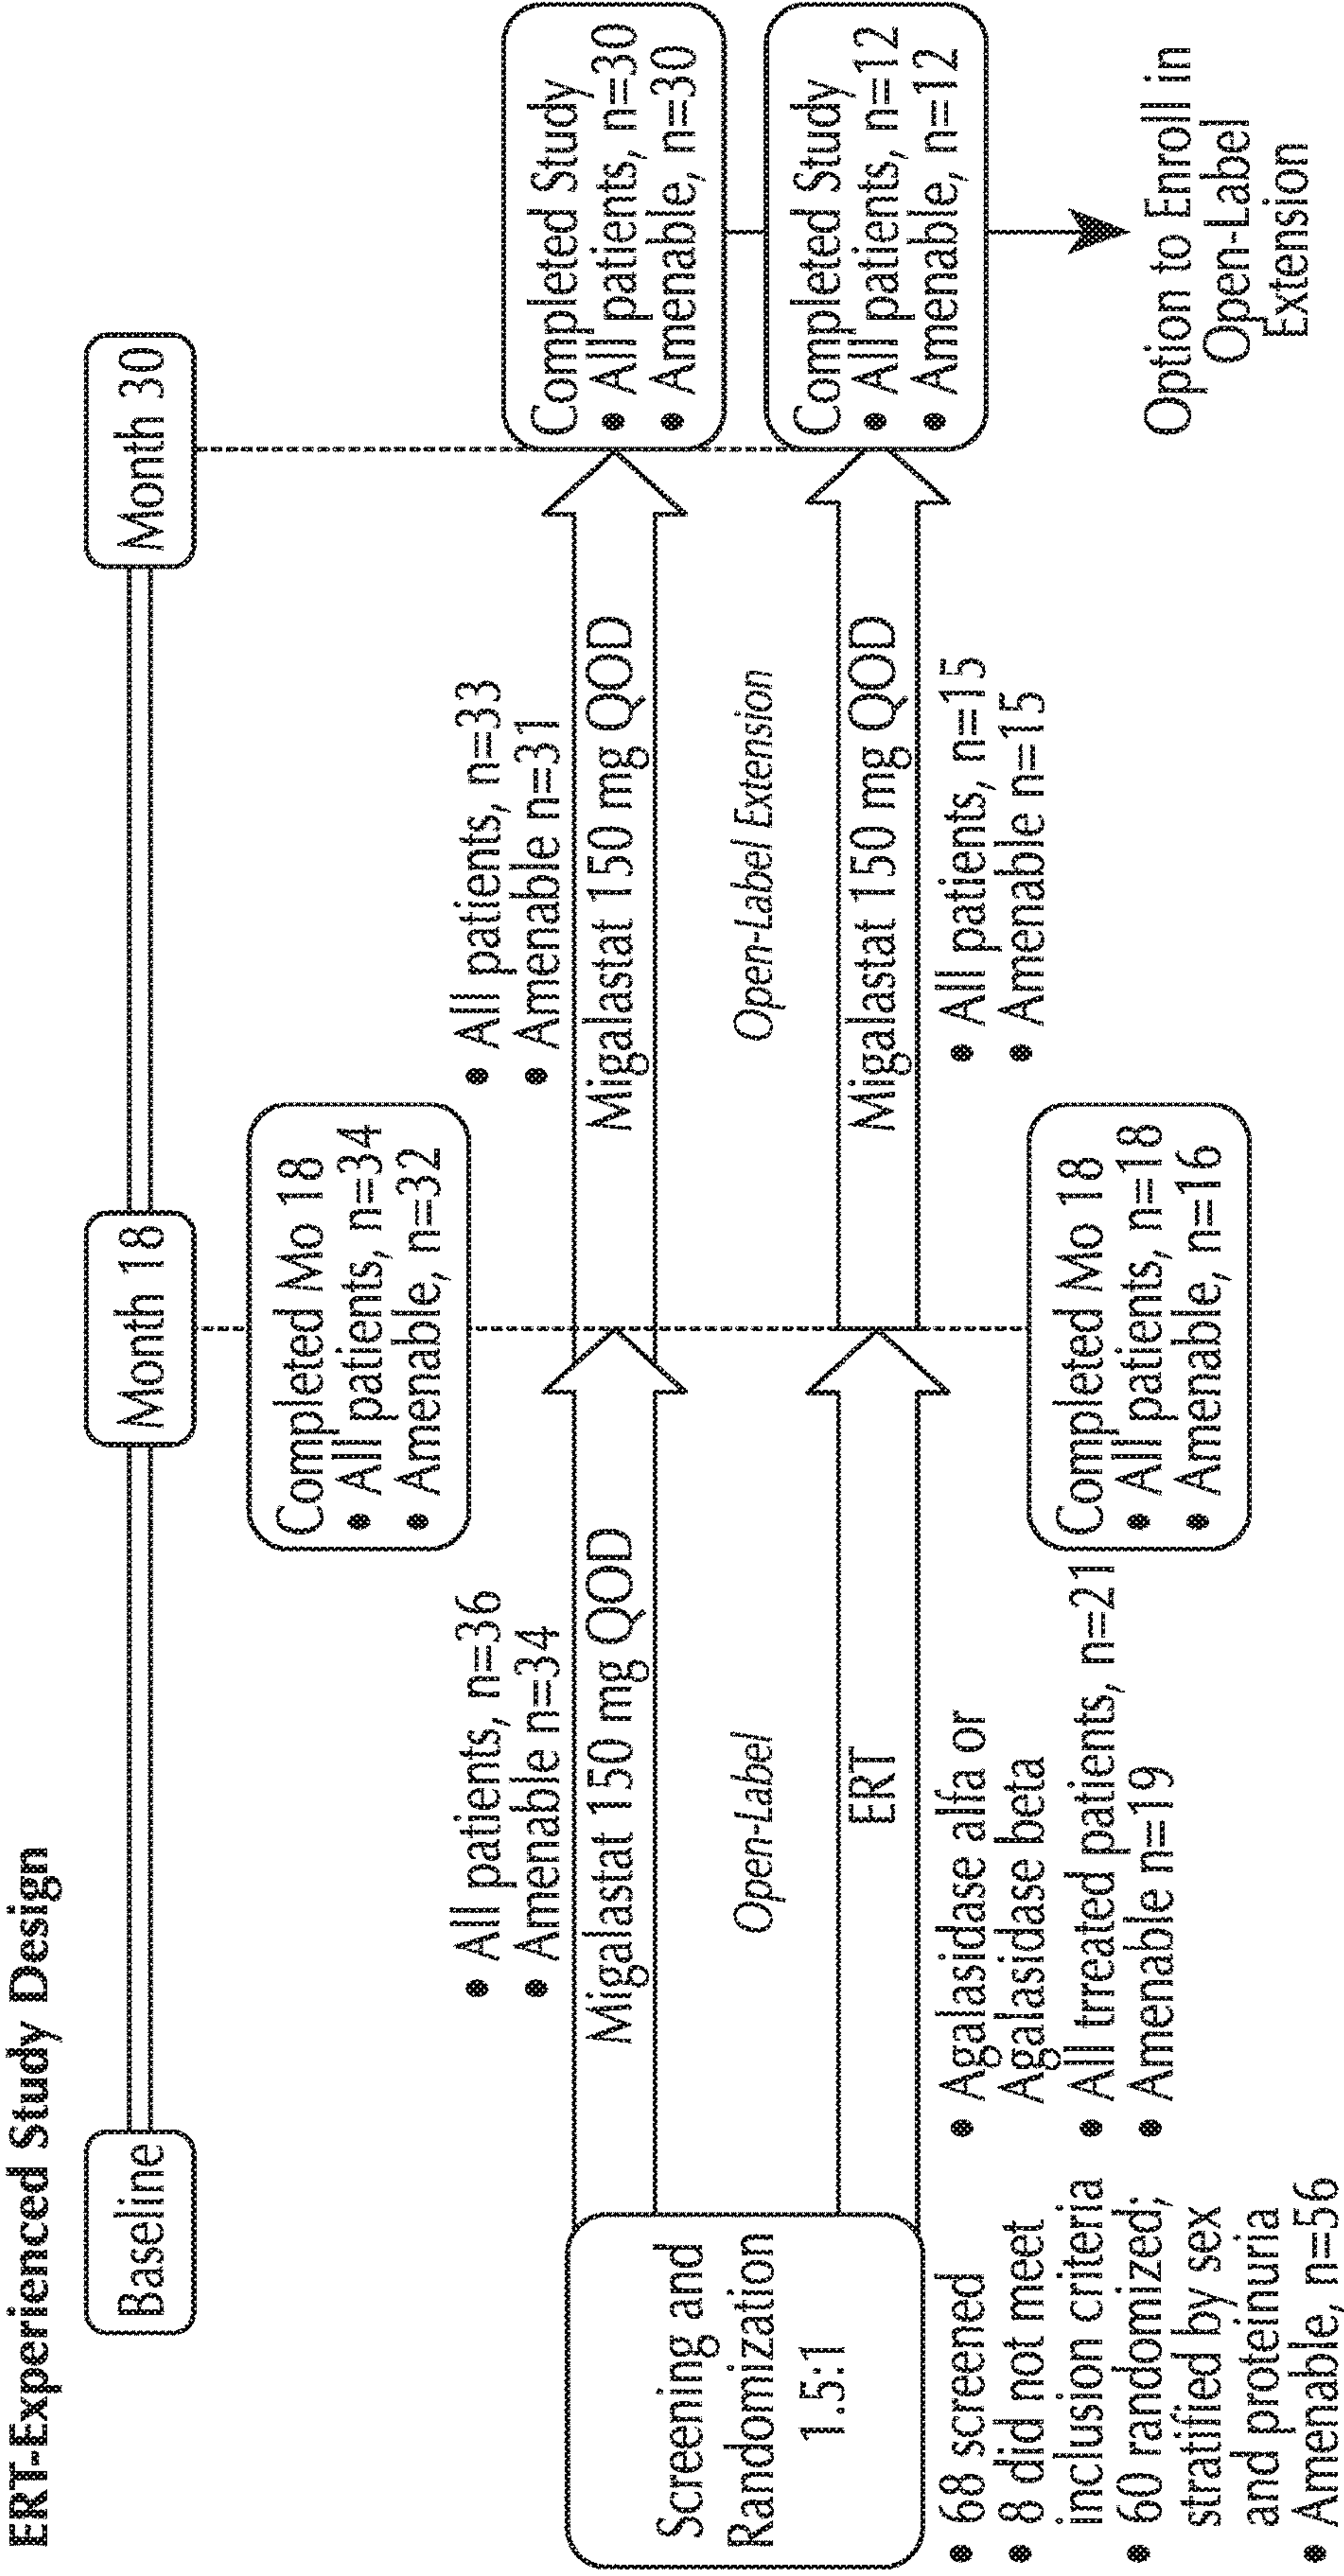 ERT-Experienced Study Design
Baseline
Month 18
Month 30
Completed Mo 18
• All patients, n=34
• Amenable, n=32
• All patients, n=36
• Amenable n=34
• All patients, n=33
• Amenable n=31
Screening and
Randomization
1.5:1
Migalastat 150 mg QOD
Migalastat 150 mg QOD
Completed Study
• All patients, n=30
• Amenable, n=30
Open-Label
Open-Label Extension
ERT
Migalastat 150 mg QOD
Completed Study
• All patients, n=12
• Amenable, n=12
• 68 screened
• 8 did not meet
inclusion criteria
• 60 randomized;
stratified by sex
and proteinuria
• Amenable, n=56
• Agalasidase alfa or
Agalasidase beta
• All trreated patients, n=21
• Amenable n=19
Completed Mo 18
• All patients, n=18
• Amenable, n=16
• All patients, n=15
• Amenable n=15
Option to Enroll in
Open-Label
Extension